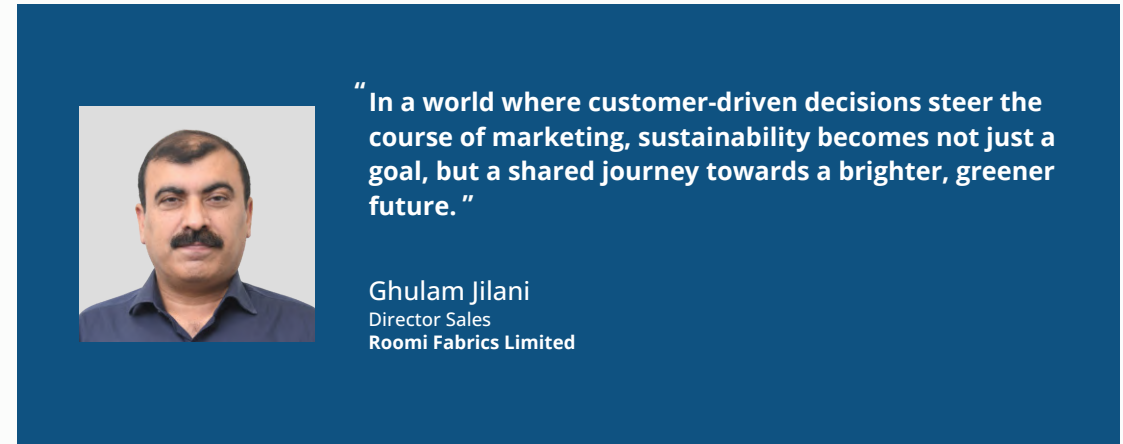 “ In a world where customer-driven decisions steer the
course of marketing, sustainability becomes not just a
goal, but a shared journey towards a brighter, greener
future. ”
Ghulam Jilani
Director Sales
Roomi Fabrics Limited